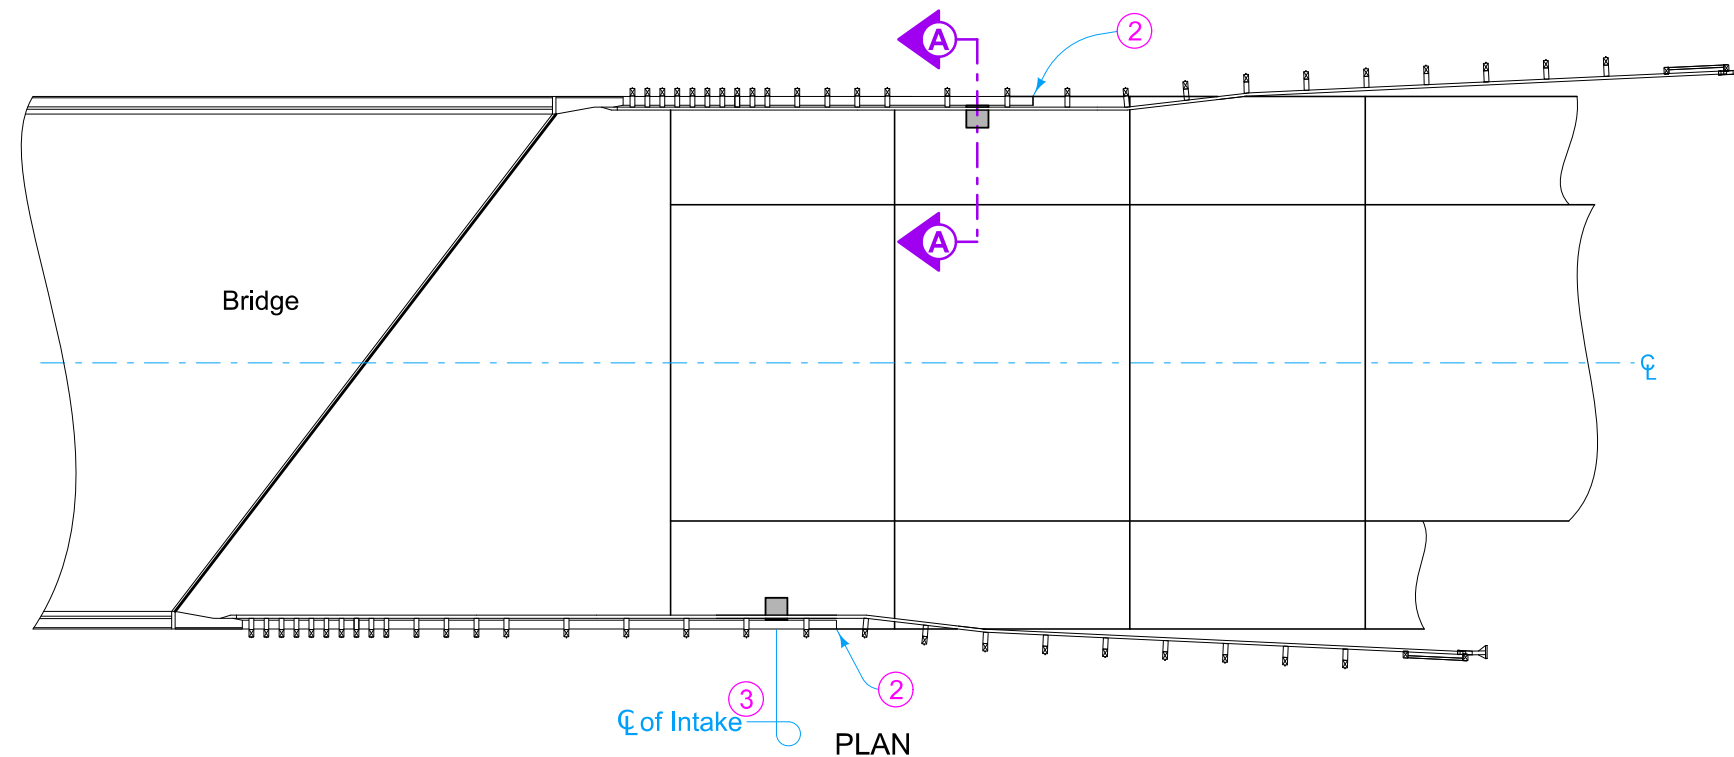 A
2
A
Bridge
℄
3
2
℄ of Intake
PLAN